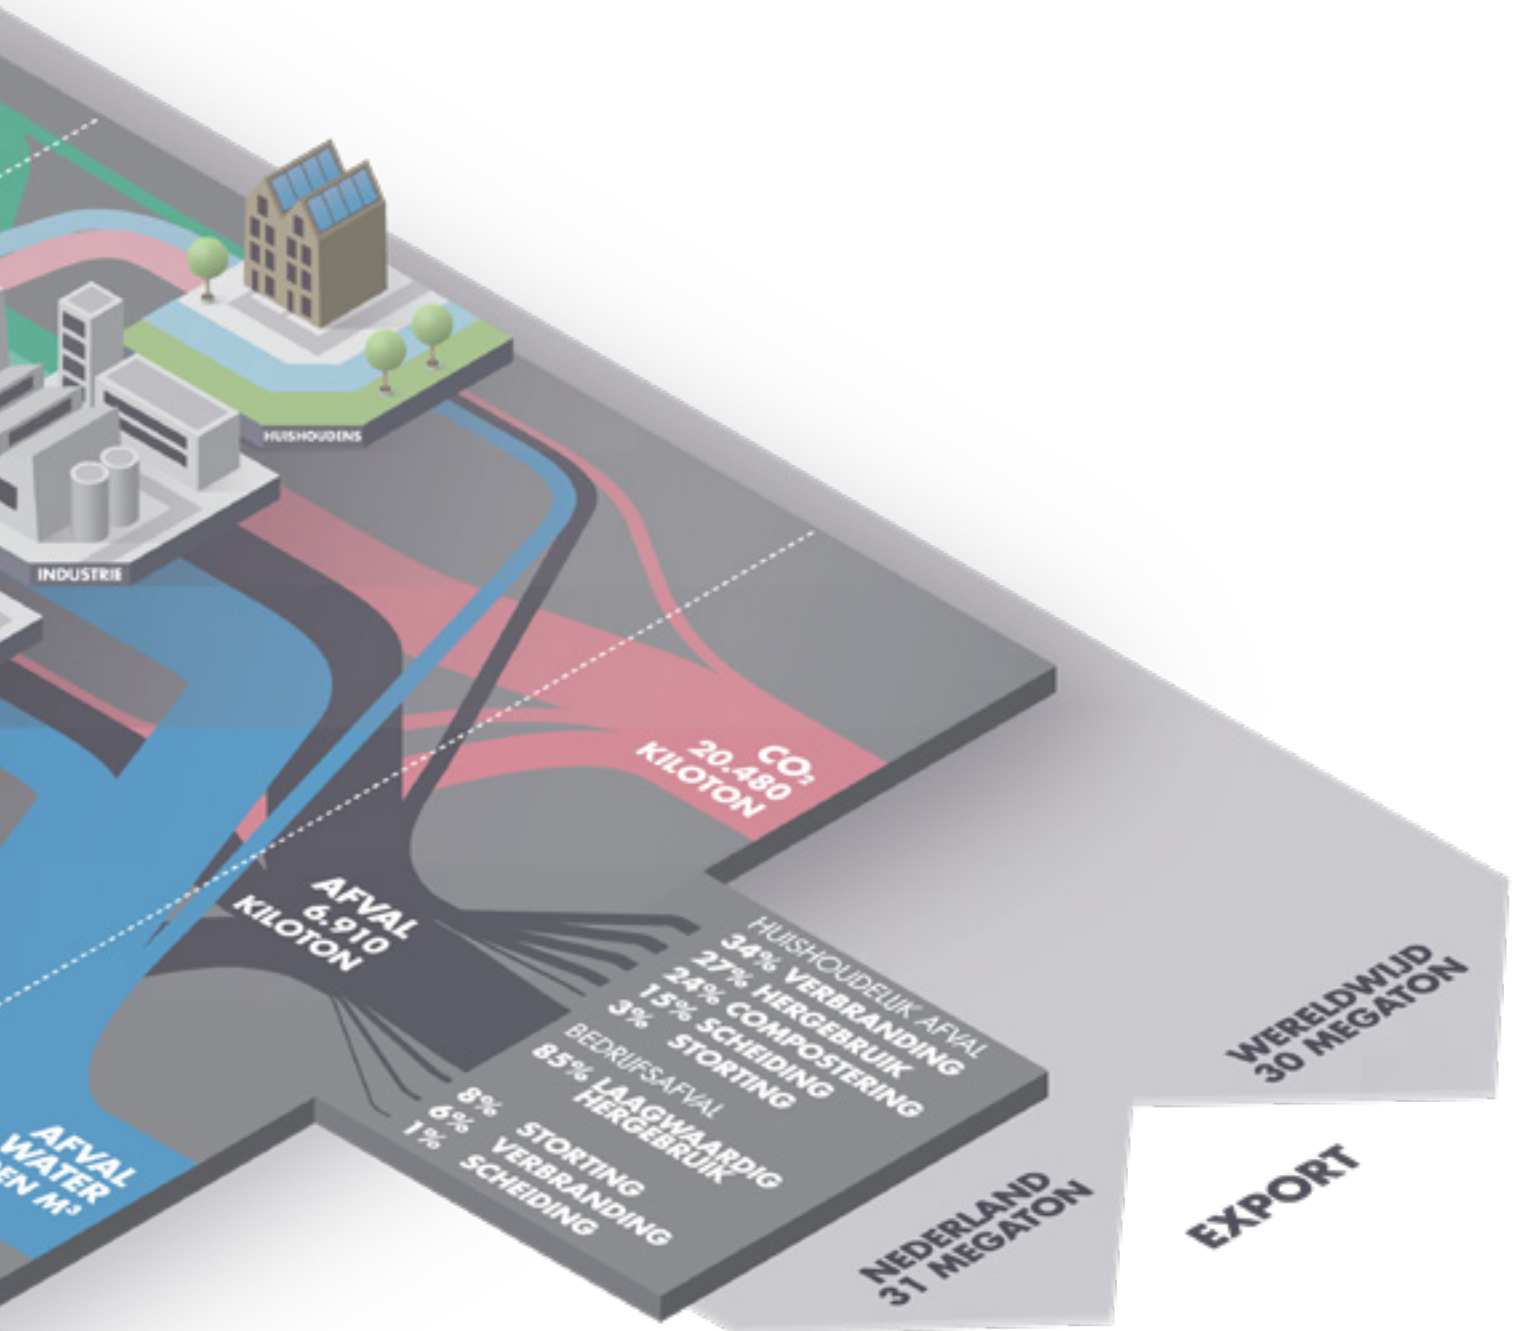 HUISHOUDENS
INDUSTRIE
CO₂
20.480
KILOTON
AFVAL
6.910
KILOTON
HUISHOUDELIJK AFVAL
34% VERBRANDING
27% HERGEBRUIK
24% COMPOSTERING
15% SCHEIDING
3% STORTING
BEDRIJFSAFVAL
85% LAAGWAARDIG
HERGEBRUIK
8% STORTING
6% VERBRANDING
1% SCHEIDING
AFVAL
WATER
M³
WERELDWIJD
30 MEGATON
NEDERLAND
31 MEGATON
EXPORT